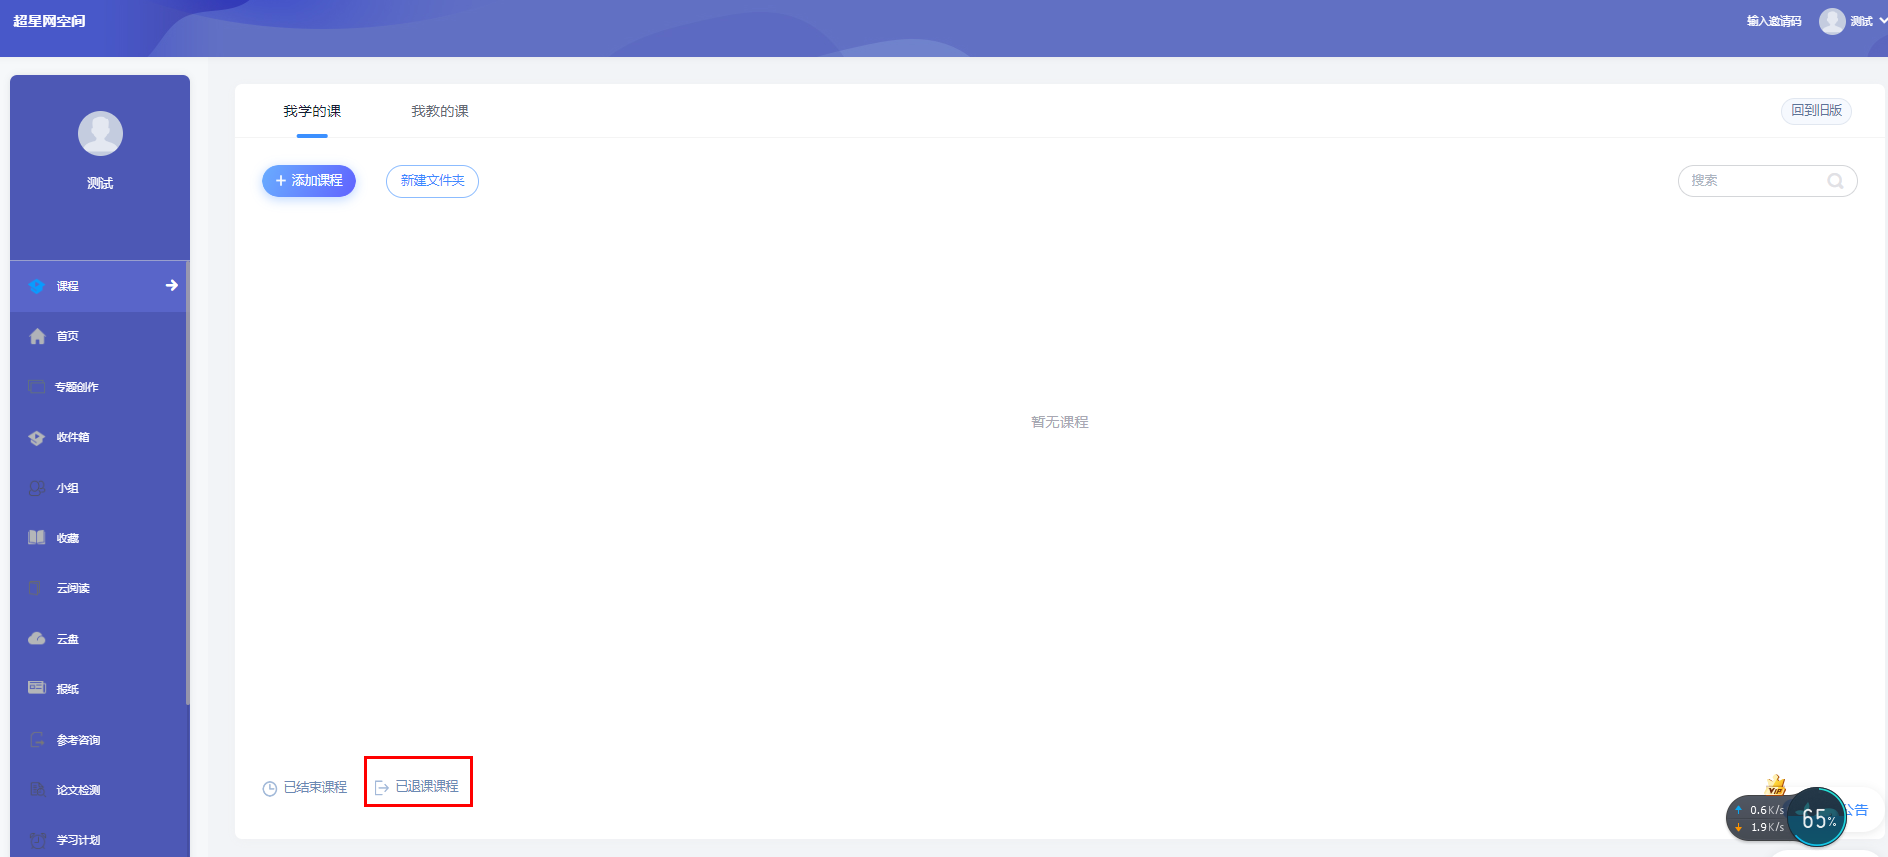 超星网空间
输入邀请码
测试
测试
课程
首页
专题创作
收件箱
小组
收藏
云阅读
云盘
报纸
参考咨询
论文检测
学习计划
我学的课
我教的课
回到旧版
+ 添加课程
新建文件夹
搜索
暂无课程
已结束课程
已退课课程
VIP
0.6K/s
1.9K/s
65%
公告